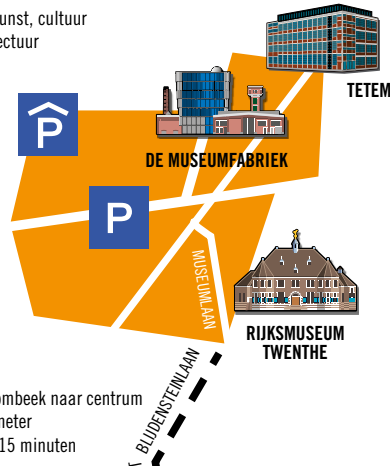 unst, cultuur
ectuur
TETEM
P
DE MUSEUMFABRIEK
P
MUSEUMLAAN
RIJKSMUSEUM
TWENTHE
BLIJDENSTEINLAAN
ombeek naar centrum
meter
15 minuten